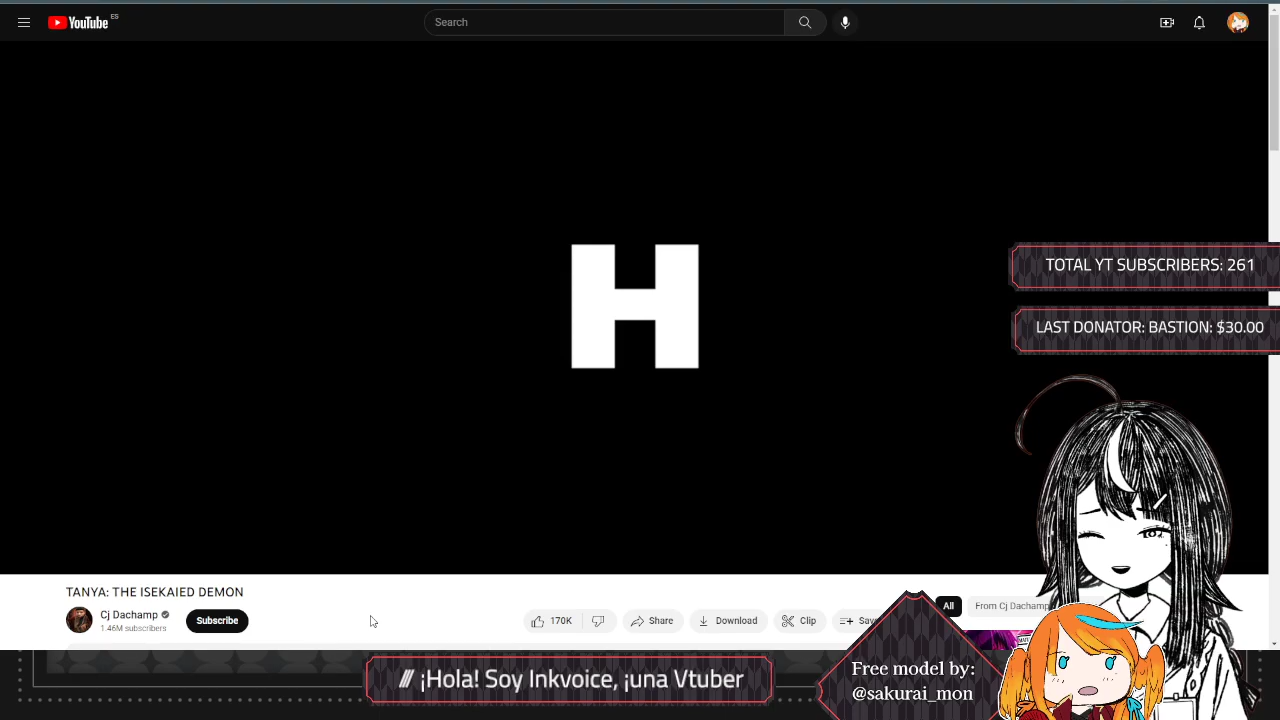 YouTube ES
Search
H
TOTAL YT SUBSCRIBERS: 261
LAST DONATOR: BASTION: $30.00
TANYA: THE ISEKAIED DEMON
Cj Dachamp
1.46M subscribers
Subscribe
170K
Share
Download
Clip
All
From Cj Dachamp
/// ¡Hola! Soy Inkvoice, ¡una Vtuber
Free model by:
@sakurai_mon